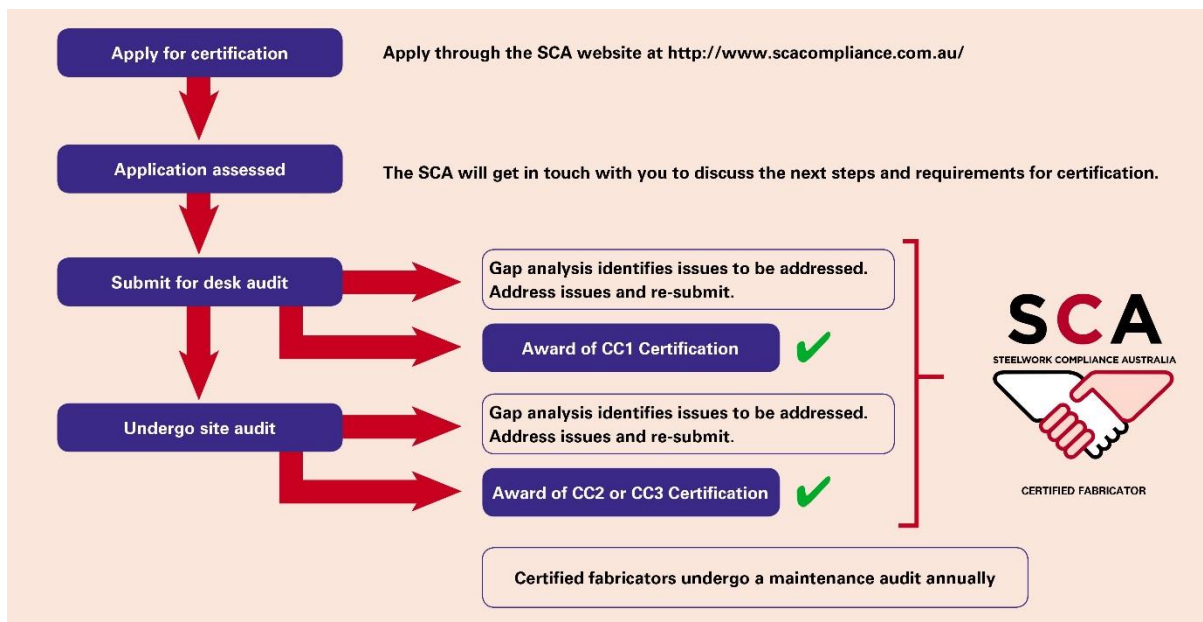 Apply for certification
Apply through the SCA website at http://www.scacompliance.com.au/
Application assessed
The SCA will get in touch with you to discuss the next steps and requirements for certification.
Submit for desk audit
Gap analysis identifies issues to be addressed.
Address issues and re-submit.
Award of CC1 Certification
Undergo site audit
Gap analysis identifies issues to be addressed.
Address issues and re-submit.
Award of CC2 or CC3 Certification
SCA
STEELWORK COMPLIANCE AUSTRALIA
CERTIFIED FABRICATOR
Certified fabricators undergo a maintenance audit annually